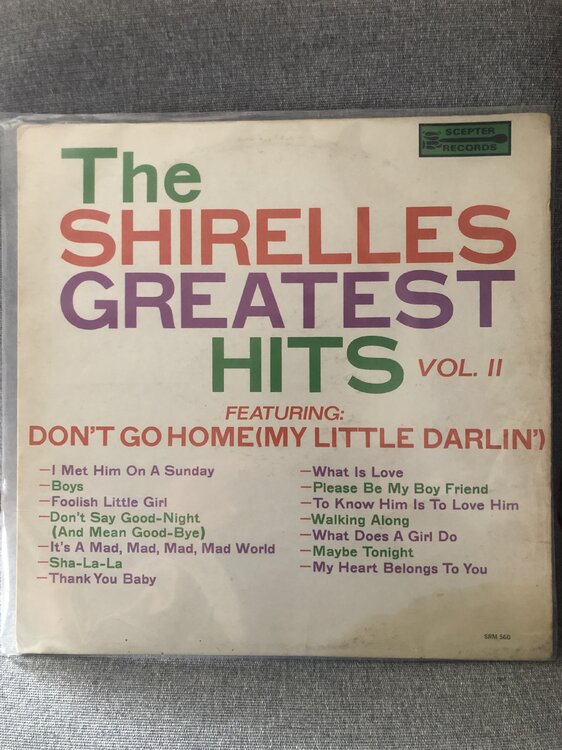 SCEPTER
RECORDS
The
SHIRELLES
GREATEST
HITS VOL. II
FEATURING:
DON'T GO HOME(MY LITTLE DARLIN')
—I Met Him On A Sunday
—Boys
—Foolish Little Girl
—Don't Say Good-Night
(And Mean Good-Bye)
—It's A Mad, Mad, Mad, Mad World
—Sha-La-La
—Thank You Baby
—What Is Love
—Please Be My Boy Friend
—To Know Him Is To Love Him
—Walking Along
—What Does A Girl Do
—Maybe Tonight
—My Heart Belongs To You
SRM 560